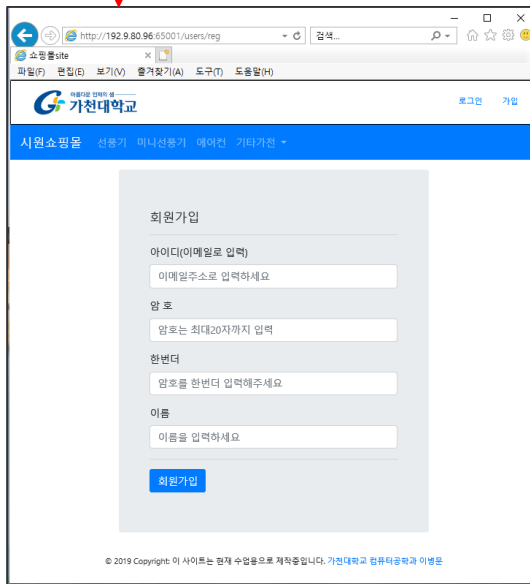 http://192.9.80.96:65001/users/reg
검색...
쇼핑몰site
파일(F) 편집(E) 보기(V) 즐겨찾기(A) 도구(T) 도움말(H)
아름다운 인재의 샘
가천대학교
로그인 가입
시원쇼핑몰 선풍기 미니선풍기 에어컨 기타가전
회원가입
아이디(이메일로 입력)
이메일주소로 입력하세요
암 호
암호는 최대20자까지 입력
한번더
암호를 한번더 입력해주세요
이름
이름을 입력하세요
회원가입
© 2019 Copyright: 이 사이트는 현재 수업용으로 제작중입니다. 가천대학교 컴퓨터공학과 이병문